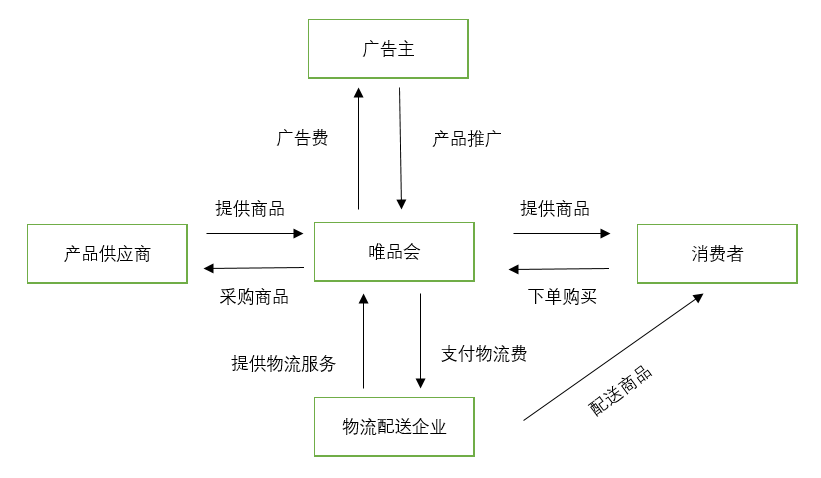 广告主
广告费
产品推广
提供商品
提供商品
产品供应商
唯品会
消费者
采购商品
下单购买
提供物流服务
支付物流费
配送商品
物流配送企业